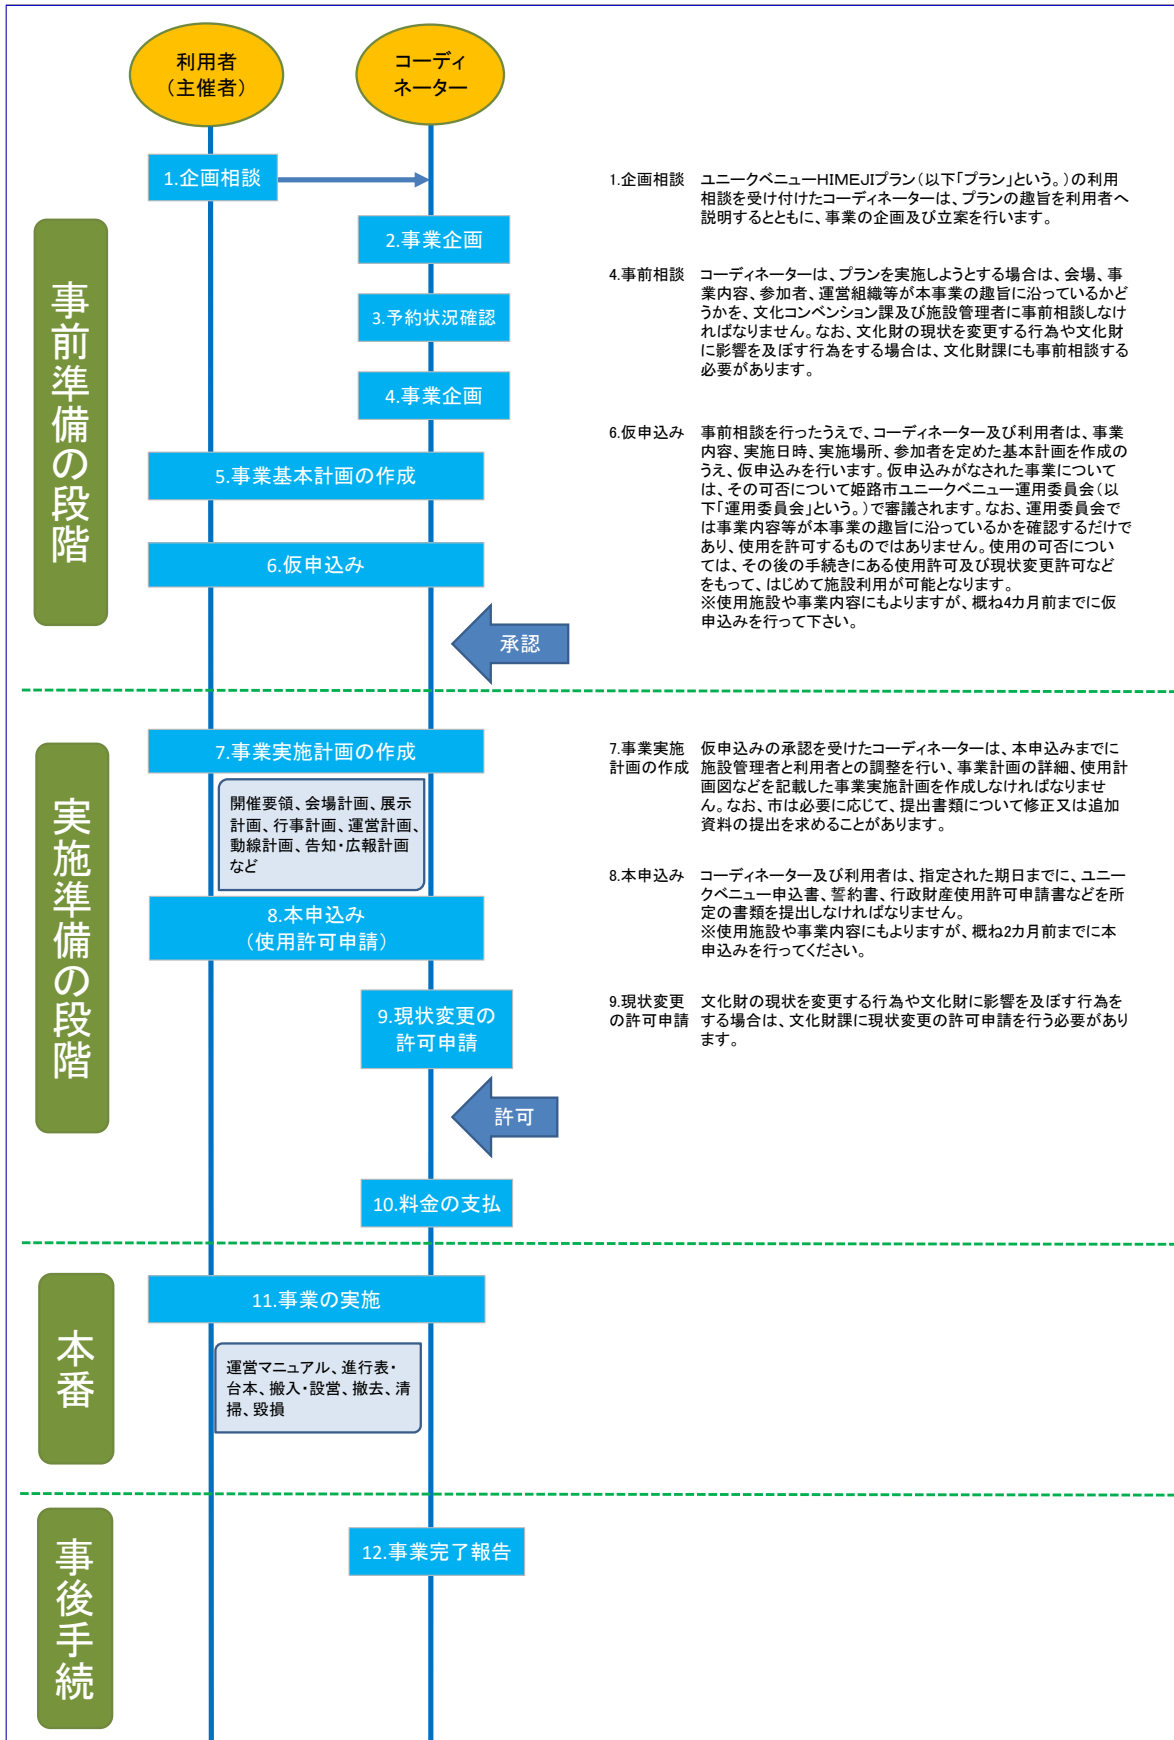 利用者
（主催者）
コーディ
ネーター
事前準備の段階
1.企画相談
2.事業企画
3.予約状況確認
4.事業企画
5.事業基本計画の作成
6.仮申込み
承認
1.企画相談 ユニークベニューHIMEJIプラン（以下「プラン」という。）の利用
相談を受け付けたコーディネーターは、プランの趣旨を利用者へ
説明するとともに、事業の企画及び立案を行います。
4.事前相談 コーディネーターは、プランを実施しようとする場合は、会場、事
業内容、参加者、運営組織等が本事業の趣旨に沿っているかど
うかを、文化コンベンション課及び施設管理者に事前相談しなけ
ればなりません。なお、文化財の現状を変更する行為や文化財
に影響を及ぼす行為をする場合は、文化財課にも事前相談する
必要があります。
6.仮申込み 事前相談を行ったうえで、コーディネーター及び利用者は、事業
内容、実施日時、実施場所、参加者を定めた基本計画を作成の
うえ、仮申込みを行います。仮申込みがなされた事業について
は、その可否について姫路市ユニークベニュー運用委員会（以
下「運用委員会」という。）で審議されます。なお、運用委員会で
は事業内容等が本事業の趣旨に沿っているかを確認するだけで
あり、使用を許可するものではありません。使用の可否につい
ては、その後の手続きにある使用許可及び現状変更許可など
をもって、はじめて施設利用が可能となります。
※使用施設や事業内容にもよりますが、概ね4カ月前までに仮
申込みを行って下さい。
実施準備の段階
7.事業実施計画の作成
開催要領、会場計画、展示
計画、行事計画、運営計画、
動線計画、告知・広報計画
など
8.本申込み
（使用許可申請）
9.現状変更の
許可申請
許可
10.料金の支払
7.事業実施 仮申込みの承認を受けたコーディネーターは、本申込みまでに
計画の作成 施設管理者と利用者との調整を行い、事業計画の詳細、使用計
画図などを記載した事業実施計画を作成しなければなりませ
ん。なお、市は必要に応じて、提出書類について修正又は追加
資料の提出を求めることがあります。
8.本申込み コーディネーター及び利用者は、指定された期日までに、ユニー
クベニュー申込書、誓約書、行政財産使用許可申請書などを所
定の書類を提出しなければなりません。
※使用施設や事業内容にもよりますが、概ね2カ月前までに本
申込みを行ってください。
9.現状変更 文化財の現状を変更する行為や文化財に影響を及ぼす行為を
の許可申請 する場合は、文化財課に現状変更の許可申請を行う必要があり
ます。
本番
11.事業の実施
運営マニュアル、進行表・
台本、搬入・設営、撤去、清
掃、毀損
事後手続
12.事業完了報告